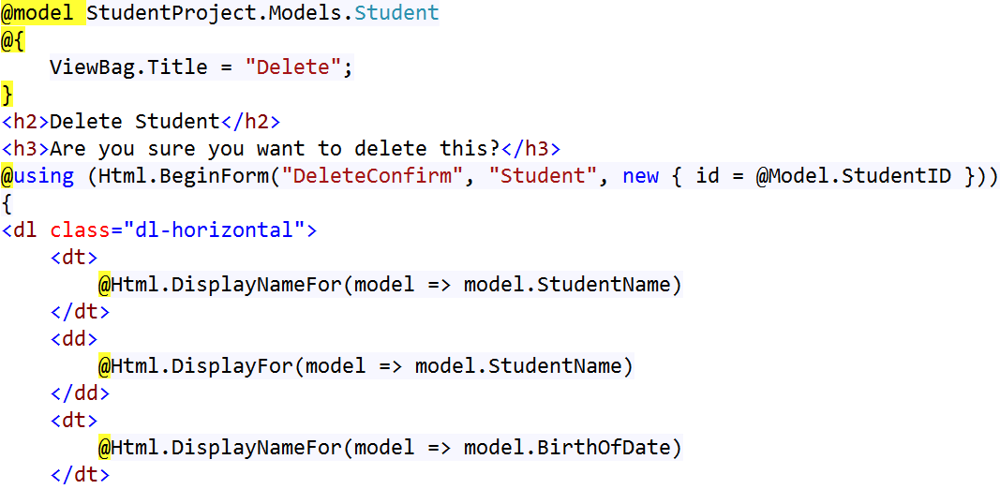 @model StudentProject.Models.Student
@{
    ViewBag.Title = "Delete";
}
<h2>Delete Student</h2>
<h3>Are you sure you want to delete this?</h3>
@using (Html.BeginForm("DeleteConfirm", "Student", new { id = @Model.StudentID }))
{
<dl class="dl-horizontal">
    <dt>
        @Html.DisplayNameFor(model => model.StudentName)
    </dt>
    <dd>
        @Html.DisplayFor(model => model.StudentName)
    </dd>
    <dt>
        @Html.DisplayNameFor(model => model.BirthOfDate)
    </dt>